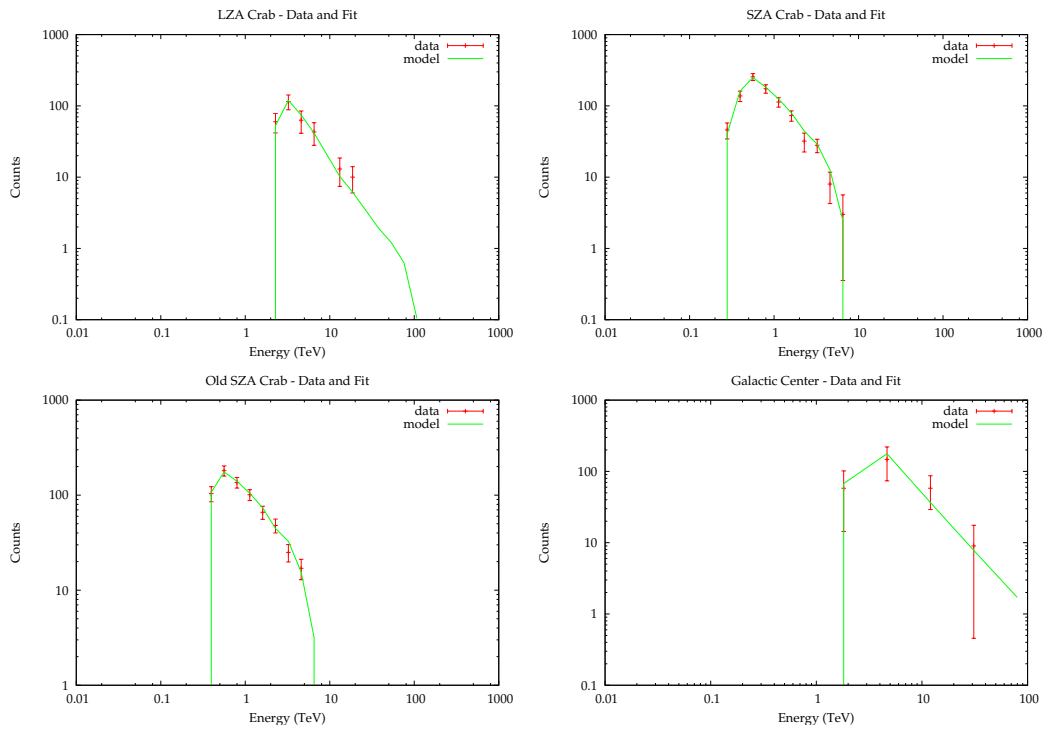 LZA Crab - Data and Fit
1000
100
10
1
0.1
0.01
0.1
1
10
100
1000
Counts
Energy (TeV)
data
model
SZA Crab - Data and Fit
1000
100
10
1
0.1
0.01
0.1
1
10
100
1000
Counts
Energy (TeV)
data
model
Old SZA Crab - Data and Fit
1000
100
10
1
0.01
0.1
1
10
100
1000
Counts
Energy (TeV)
data
model
Galactic Center - Data and Fit
1000
100
10
1
0.1
0.01
0.1
1
10
100
Counts
Energy (TeV)
data
model